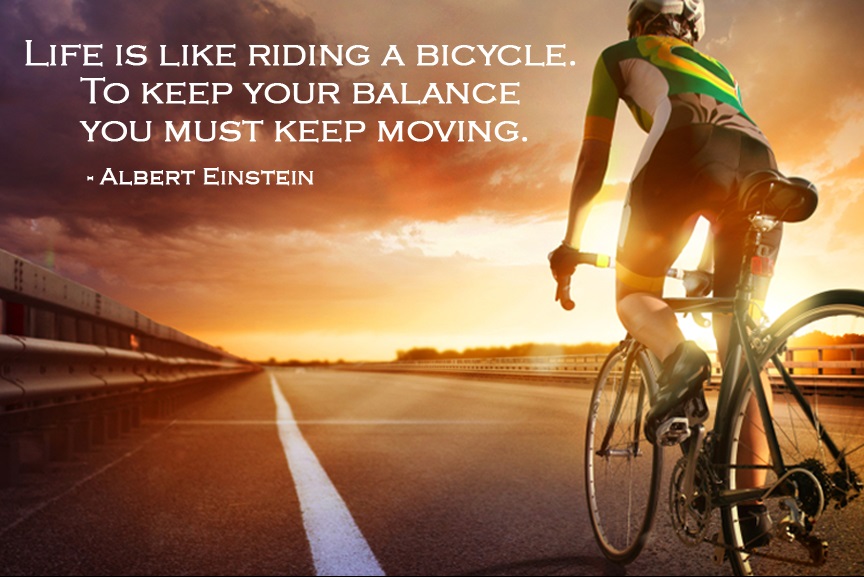 Life is like riding a bicycle.
To keep your balance
you must keep moving.
- Albert Einstein